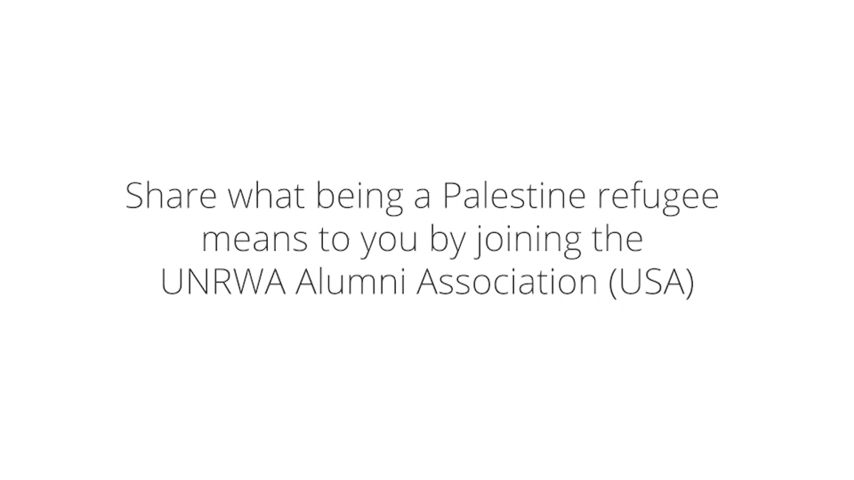 Share what being a Palestine refugee
means to you by joining the
UNRWA Alumni Association (USA)